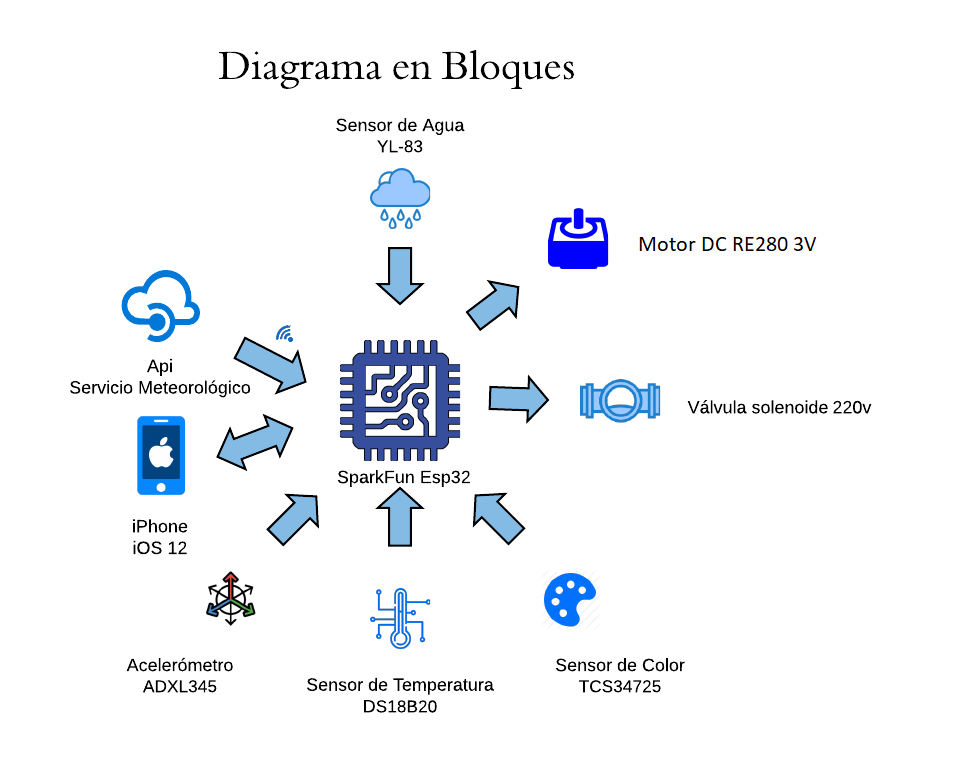 Diagrama en Bloques
Sensor de Agua
YL-83
Motor DC RE280 3V
Api
Servicio Meteorológico
Válvula solenoide 220v
SparkFun Esp32
iPhone
iOS 12
Acelerómetro
ADXL345
Sensor de Temperatura
DS18B20
Sensor de Color
TCS34725